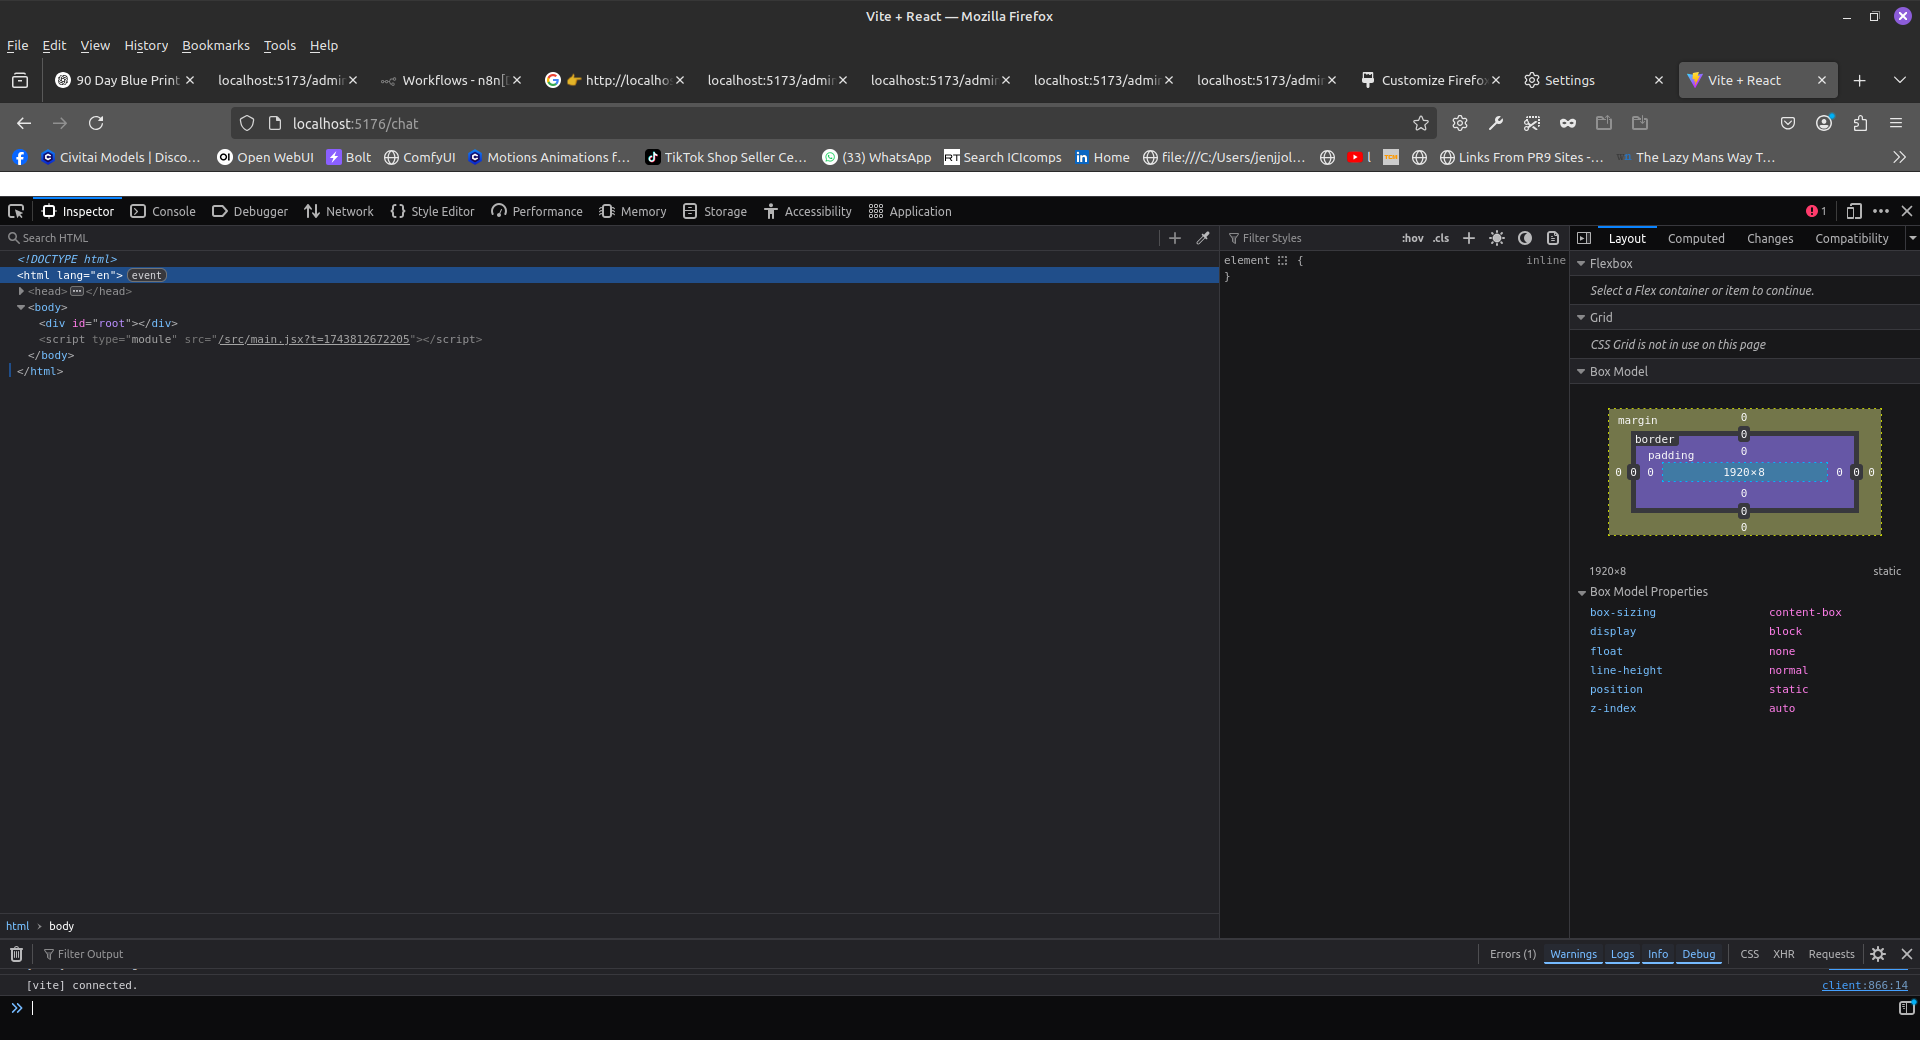 Vite + React — Mozilla Firefox
File Edit View History Bookmarks Tools Help
90 Day Blue Print localhost:5173/admin Workflows - n8n[ 👉 http://localho localhost:5173/admin localhost:5173/admin localhost:5173/admin localhost:5173/admin Customize Firefo Settings Vite + React
localhost:5176/chat
Civitai Models | Disco... Open WebUI Bolt ComfyUI Motions Animations f... TikTok Shop Seller Ce... (33) WhatsApp RT Search ICIcomps Home file:///C:/Users/jenjjol... l Links From PR9 Sites -... The Lazy Mans Way T...
Inspector Console Debugger Network Style Editor Performance Memory Storage Accessibility Application 1
Search HTML
Filter Styles :hov .cls
Layout Computed Changes Compatibility
<!DOCTYPE html>
<html lang="en"> event
<head> ··· </head>
<body>
<div id="root"></div>
<script type="module" src="/src/main.jsx?t=1743812672205"></script>
</body>
</html>
element { inline
}
Flexbox
Select a Flex container or item to continue.
Grid
CSS Grid is not in use on this page
Box Model
margin 0
border 0
padding 0
0 0 0 1920×8 0 0 0
0
0
0
1920×8 static
Box Model Properties
box-sizing content-box
display block
float none
line-height normal
position static
z-index auto
html › body
Filter Output Errors (1) Warnings Logs Info Debug CSS XHR Requests
[vite] connected. client:866:14
»